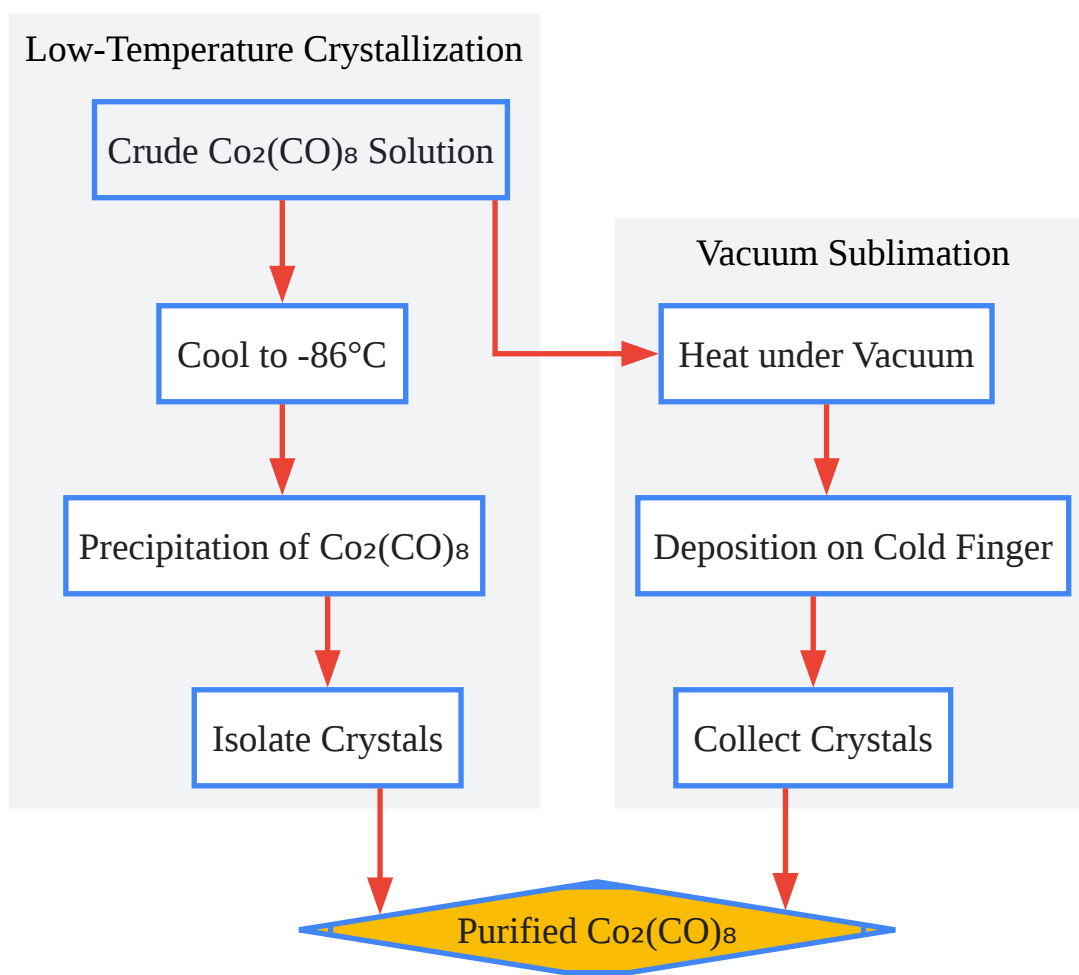 Low-Temperature Crystallization
Crude Co₂(CO)₈ Solution
Cool to -86°C
Precipitation of Co₂(CO)₈
Isolate Crystals
Vacuum Sublimation
Heat under Vacuum
Deposition on Cold Finger
Collect Crystals
Purified Co₂(CO)₈